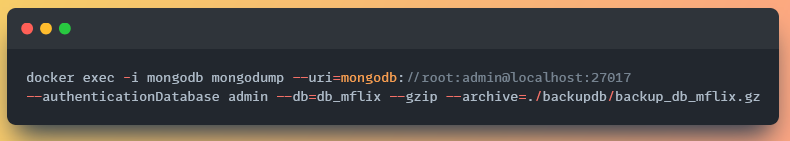 docker exec -i mongodb mongodump --uri=mongodb://root:admin@localhost:27017
--authenticationDatabase admin --db=db_mflix --gzip --archive=./backupdb/backup_db_mflix.gz